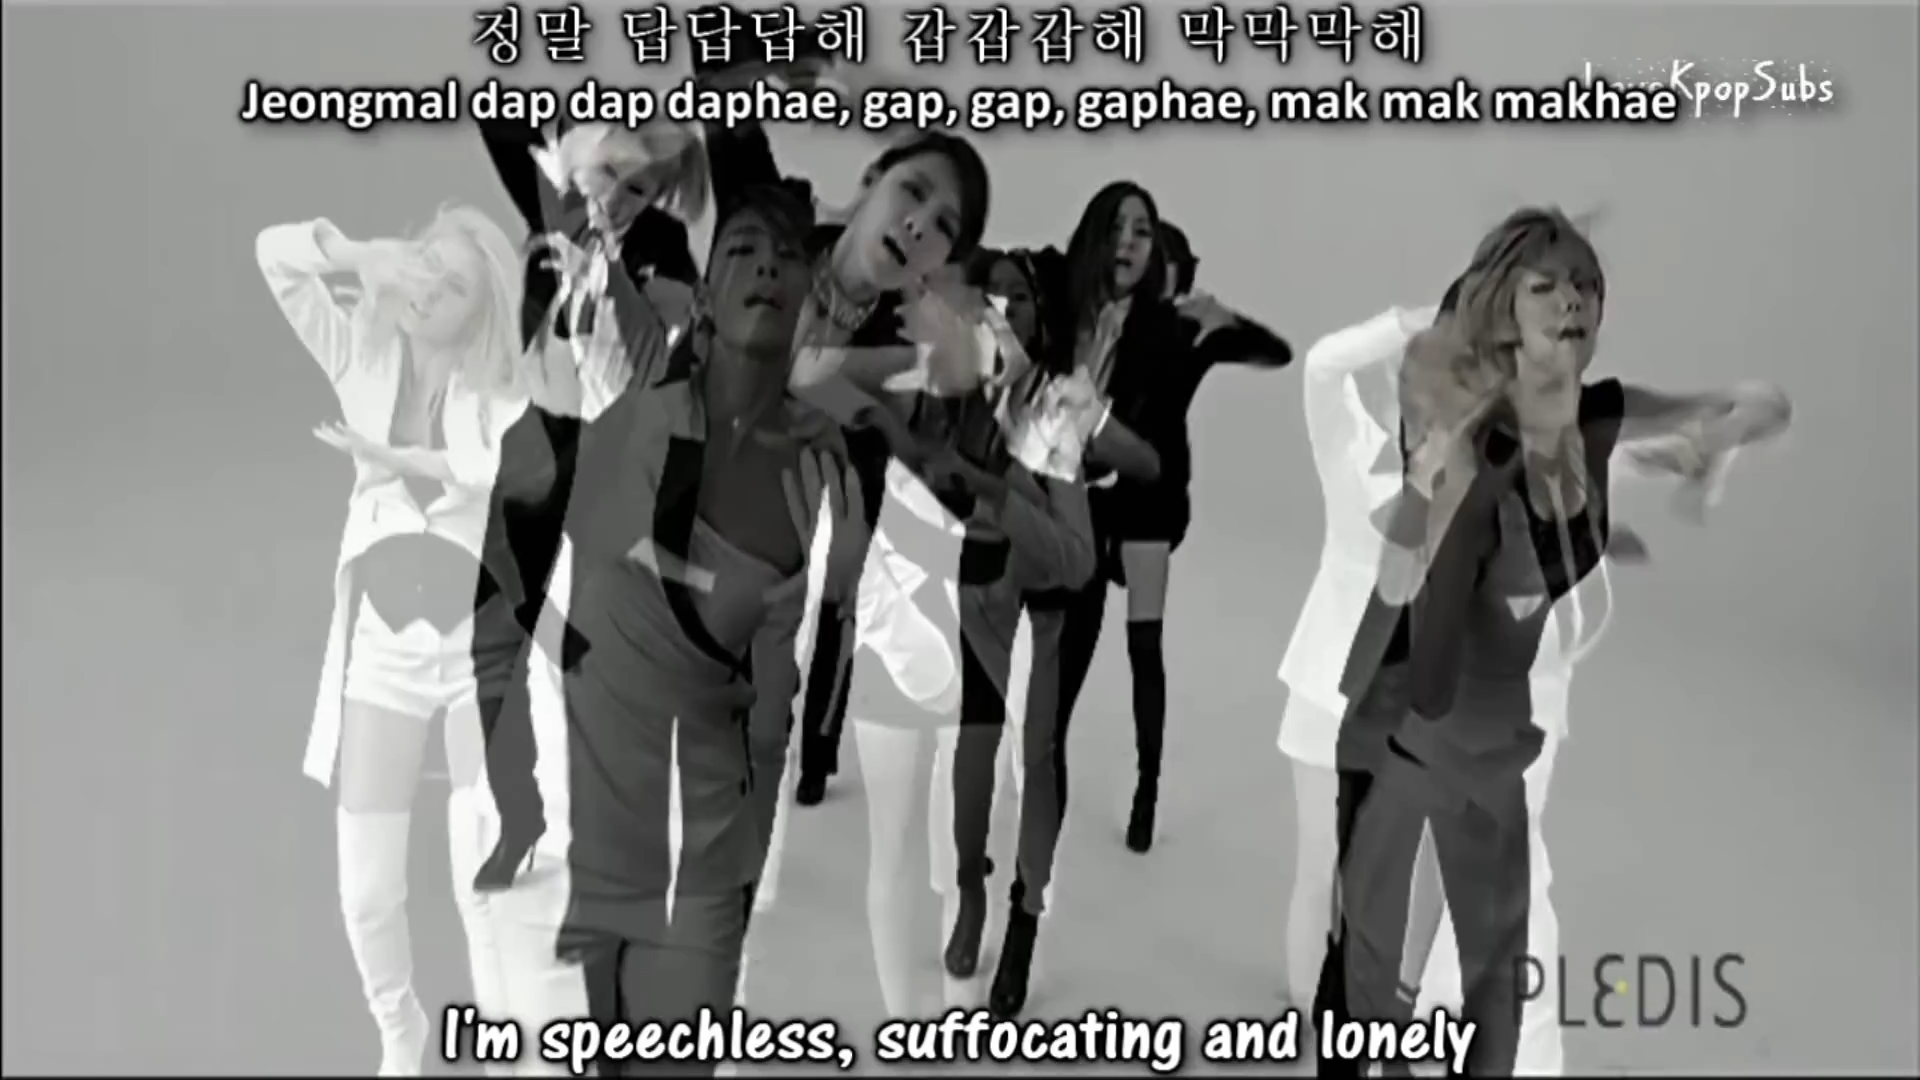 정말 답답답해 갑갑갑해 막막막해
Jeongmal dap dap daphae, gap, gap, gaphae, mak mak makhae
KpopSubs
PLEDIS
I'm speechless, suffocating and lonely